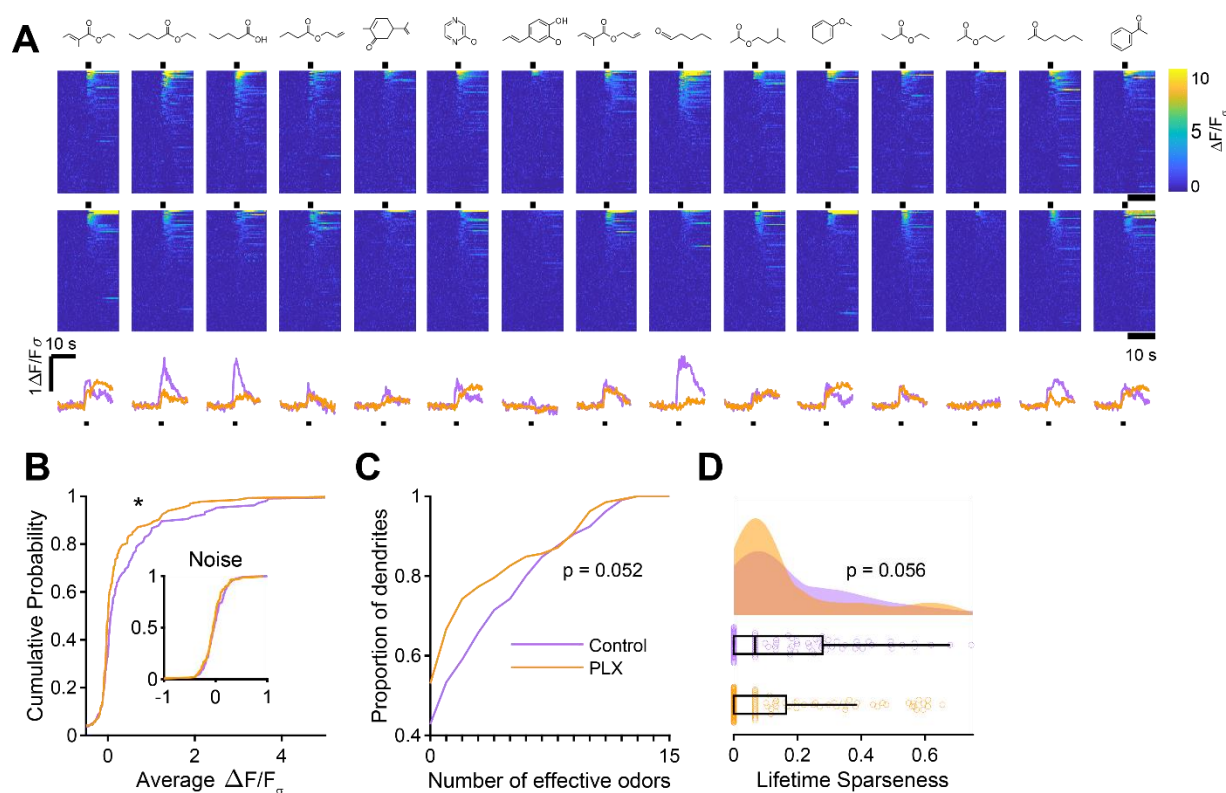 A
O
O
O
O
O
OH
O
O
O
N
N
O
OH
O
O
O
O
O
O
O
O
O
O
O
O
O
10
5
0
ΔF/Fσ
10 s
1ΔF/Fσ
10 s
B
C
D
1
0.8
0.6
0.4
0.2
0
*
Noise
1
0.5
0
-1
0
1
0
2
4
Cumulative Probability
Average ΔF/Fσ
1
0.8
0.6
0.4
p = 0.052
Control
PLX
0
15
Proportion of dendrites
Number of effective odors
p = 0.056
0
0.2
0.4
0.6
Lifetime Sparseness